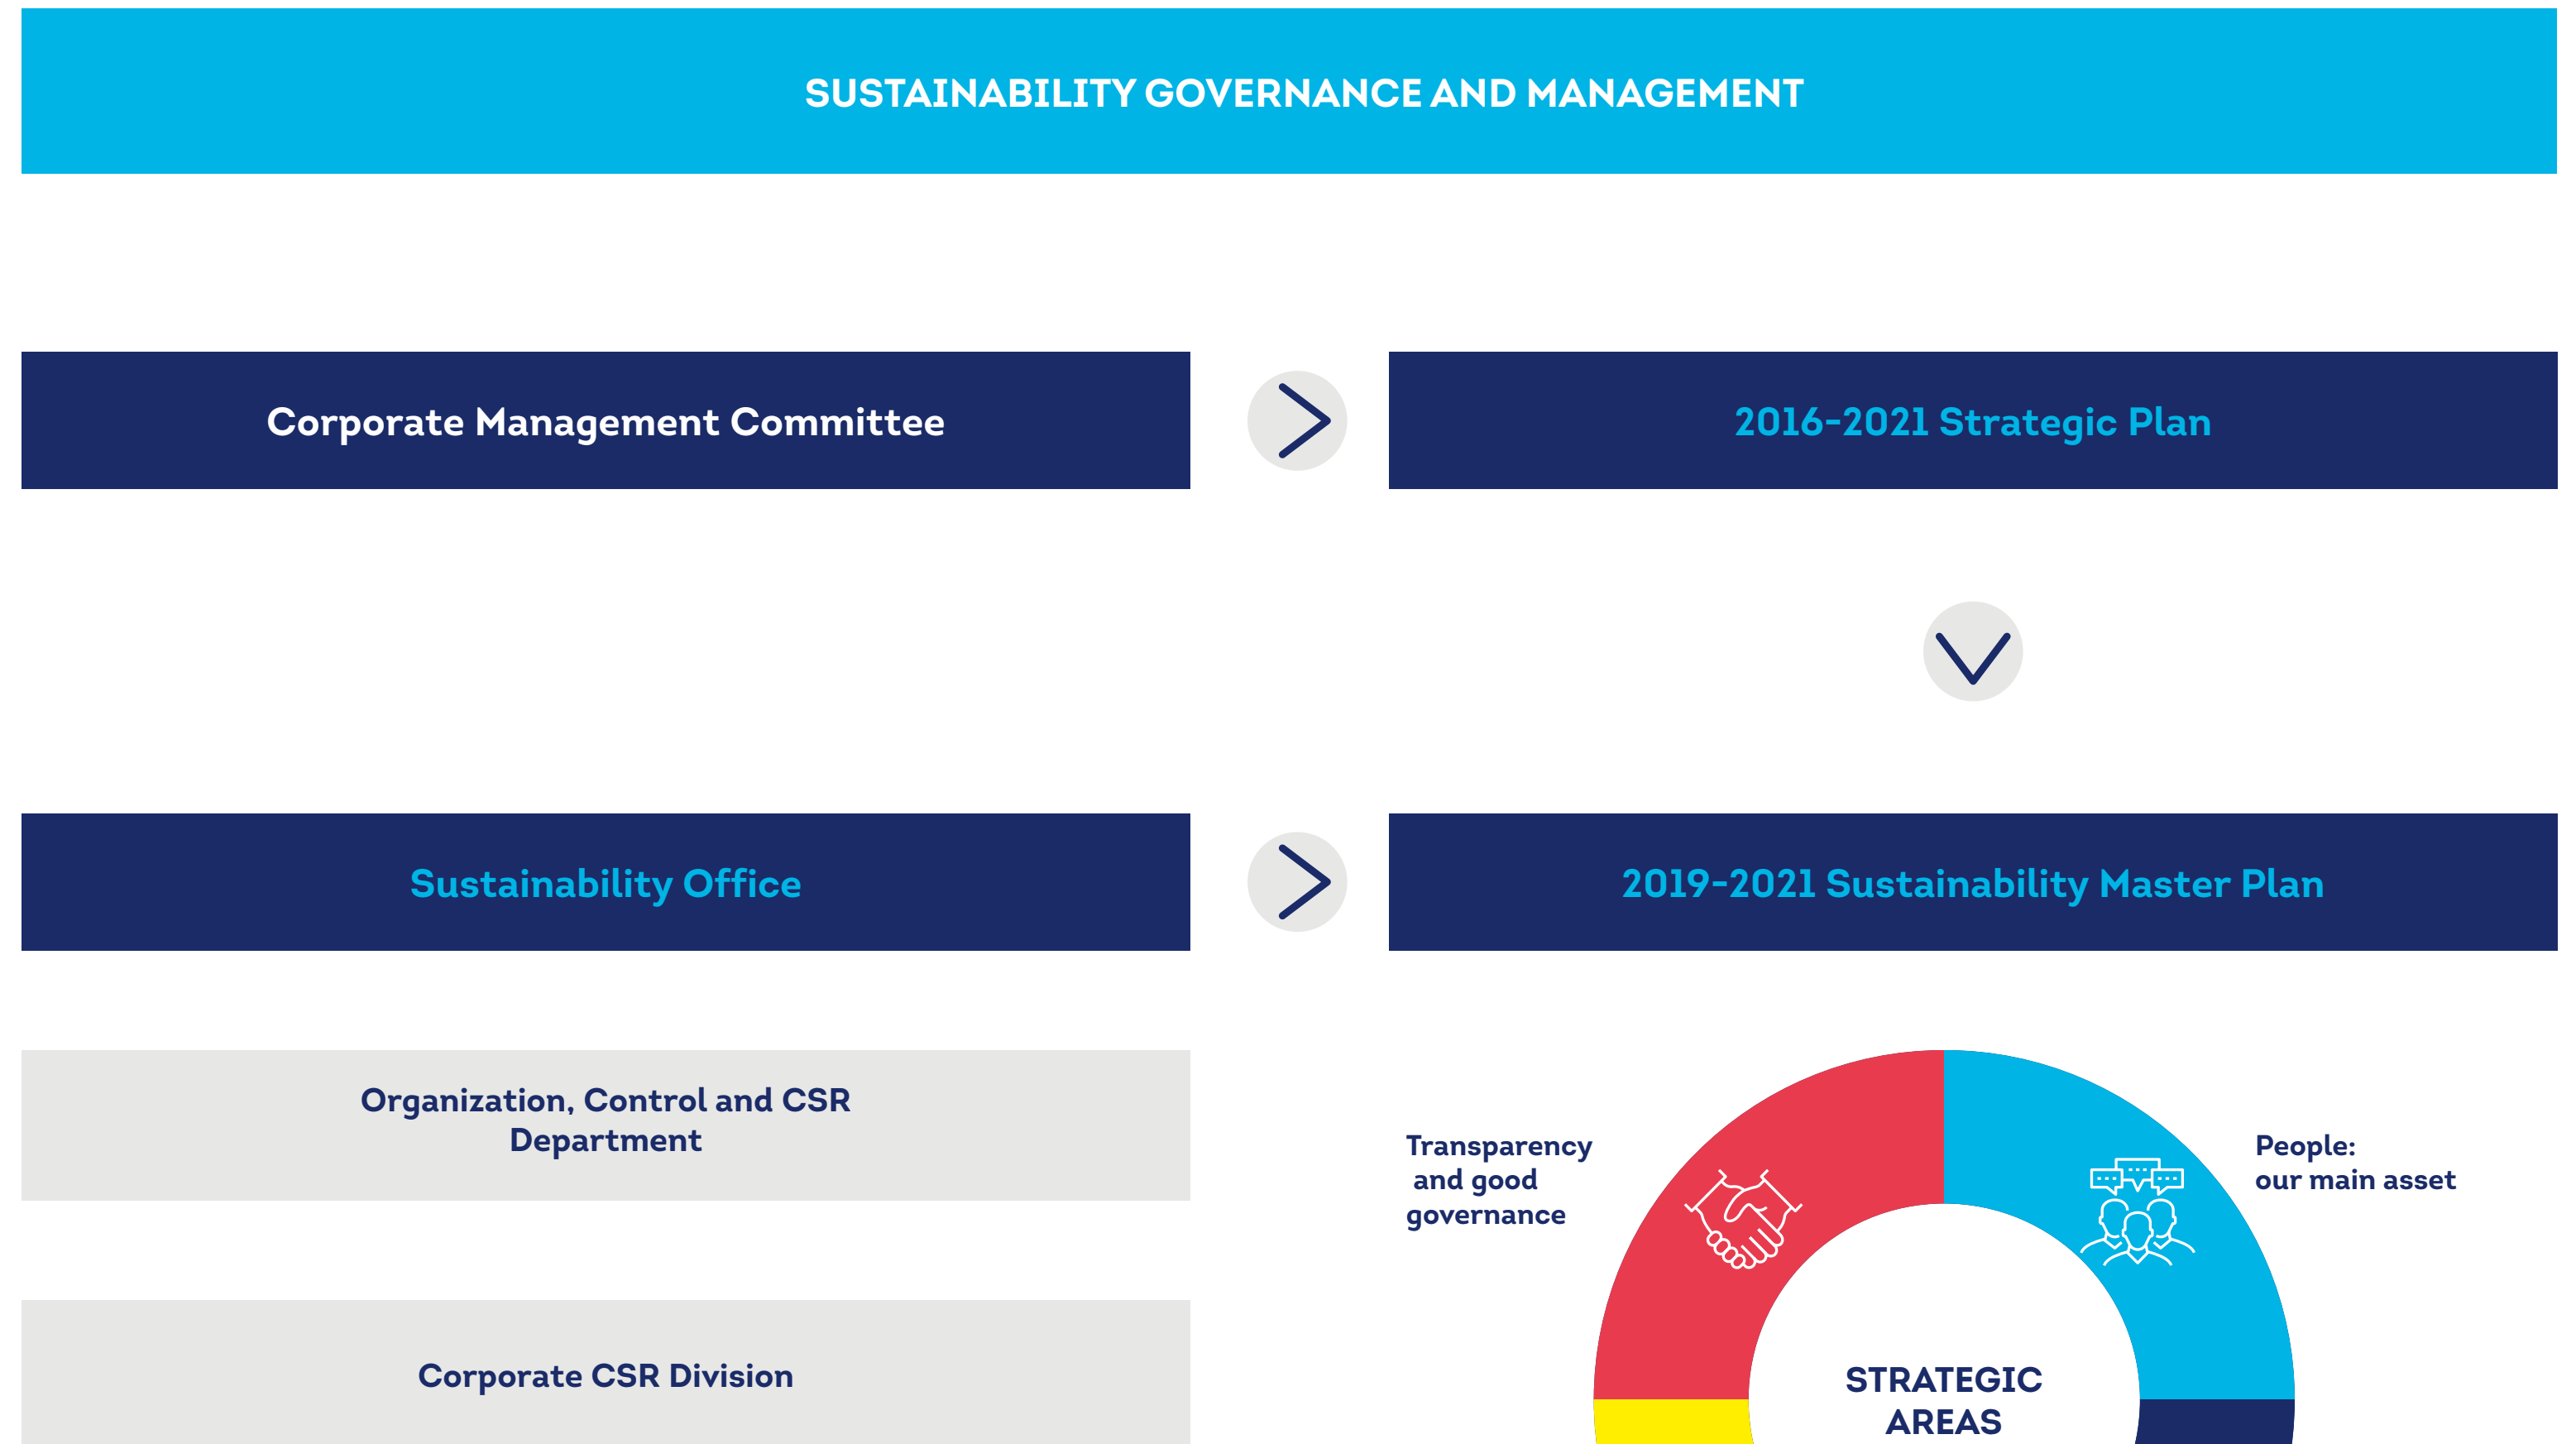 SUSTAINABILITY GOVERNANCE AND MANAGEMENT
Corporate Management Committee
2016-2021 Strategic Plan
Sustainability Office
2019-2021 Sustainability Master Plan
Organization, Control and CSR
Department
Corporate CSR Division
Transparency
and good
governance
People:
our main asset
STRATEGIC
AREAS